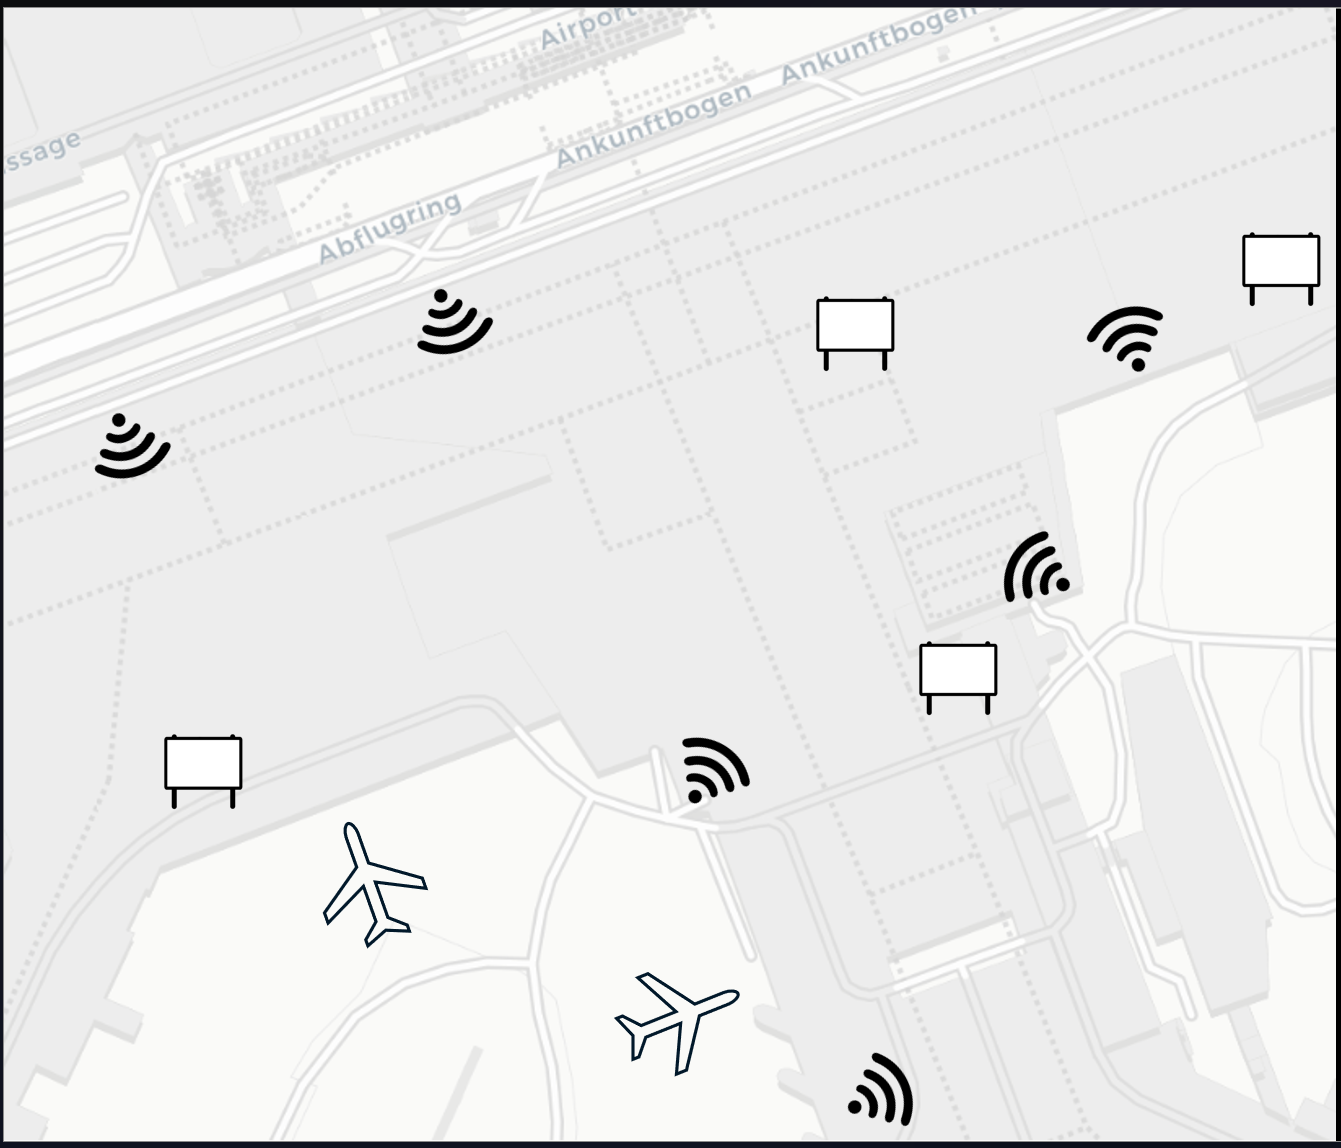 Airport
Ankunftbogen
Ankunftbogen
ssage
Abflugring